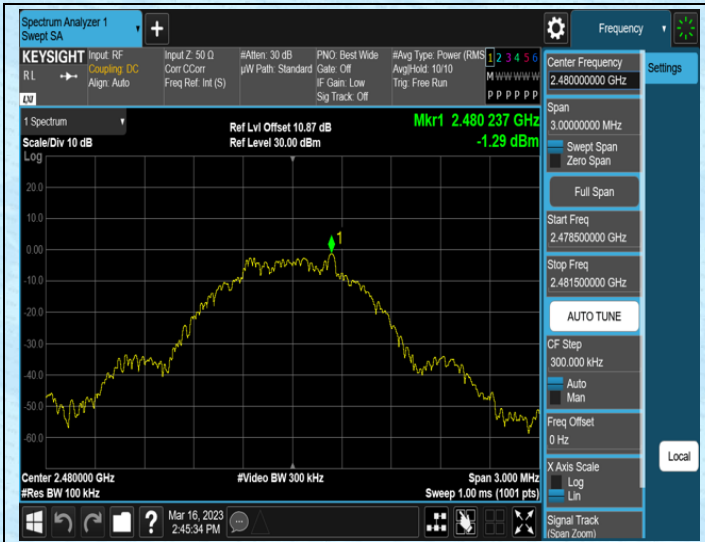 Spectrum Analyzer 1
Swept SA
+
Frequency
KEYSIGHT
RL
LXI
Input: RF
Coupling: DC
Align: Auto
Input Z: 50 Ω
Corr CCorr
Freq Ref: Int (S)
#Atten: 30 dB
µW Path: Standard
PNO: Best Wide
Gate: Off
IF Gain: Low
Sig Track: Off
#Avg Type: Power (RMS
Avg|Hold: 10/10
Trig: Free Run
1 2 3 4 5 6
M W W W W W
P P P P P P
1 Spectrum
Scale/Div 10 dB
Ref Lvl Offset 10.87 dB
Ref Level 30.00 dBm
Mkr1 2.480 237 GHz
-1.29 dBm
Log
20.0
10.0
0.00
-10.0
-20.0
-30.0
-40.0
-50.0
-60.0
1
Center 2.480000 GHz
#Res BW 100 kHz
#Video BW 300 kHz
Span 3.000 MHz
Sweep 1.00 ms (1001 pts)
?
Mar 16, 2023
2:45:34 PM
Center Frequency
2.480000000 GHz
Span
3.00000000 MHz
Swept Span
Zero Span
Full Span
Start Freq
2.478500000 GHz
Stop Freq
2.481500000 GHz
AUTO TUNE
CF Step
300.000 kHz
Auto
Man
Freq Offset
0 Hz
X Axis Scale
Log
Lin
Signal Track
(Span Zoom)
Settings
Local